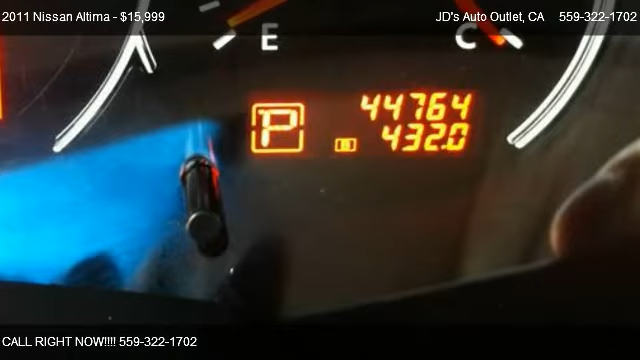 2011 Nissan Altima - $15,999
JD's Auto Outlet, CA 559-322-1702
E
C
P
44764
432.0
CALL RIGHT NOW!!!! 559-322-1702